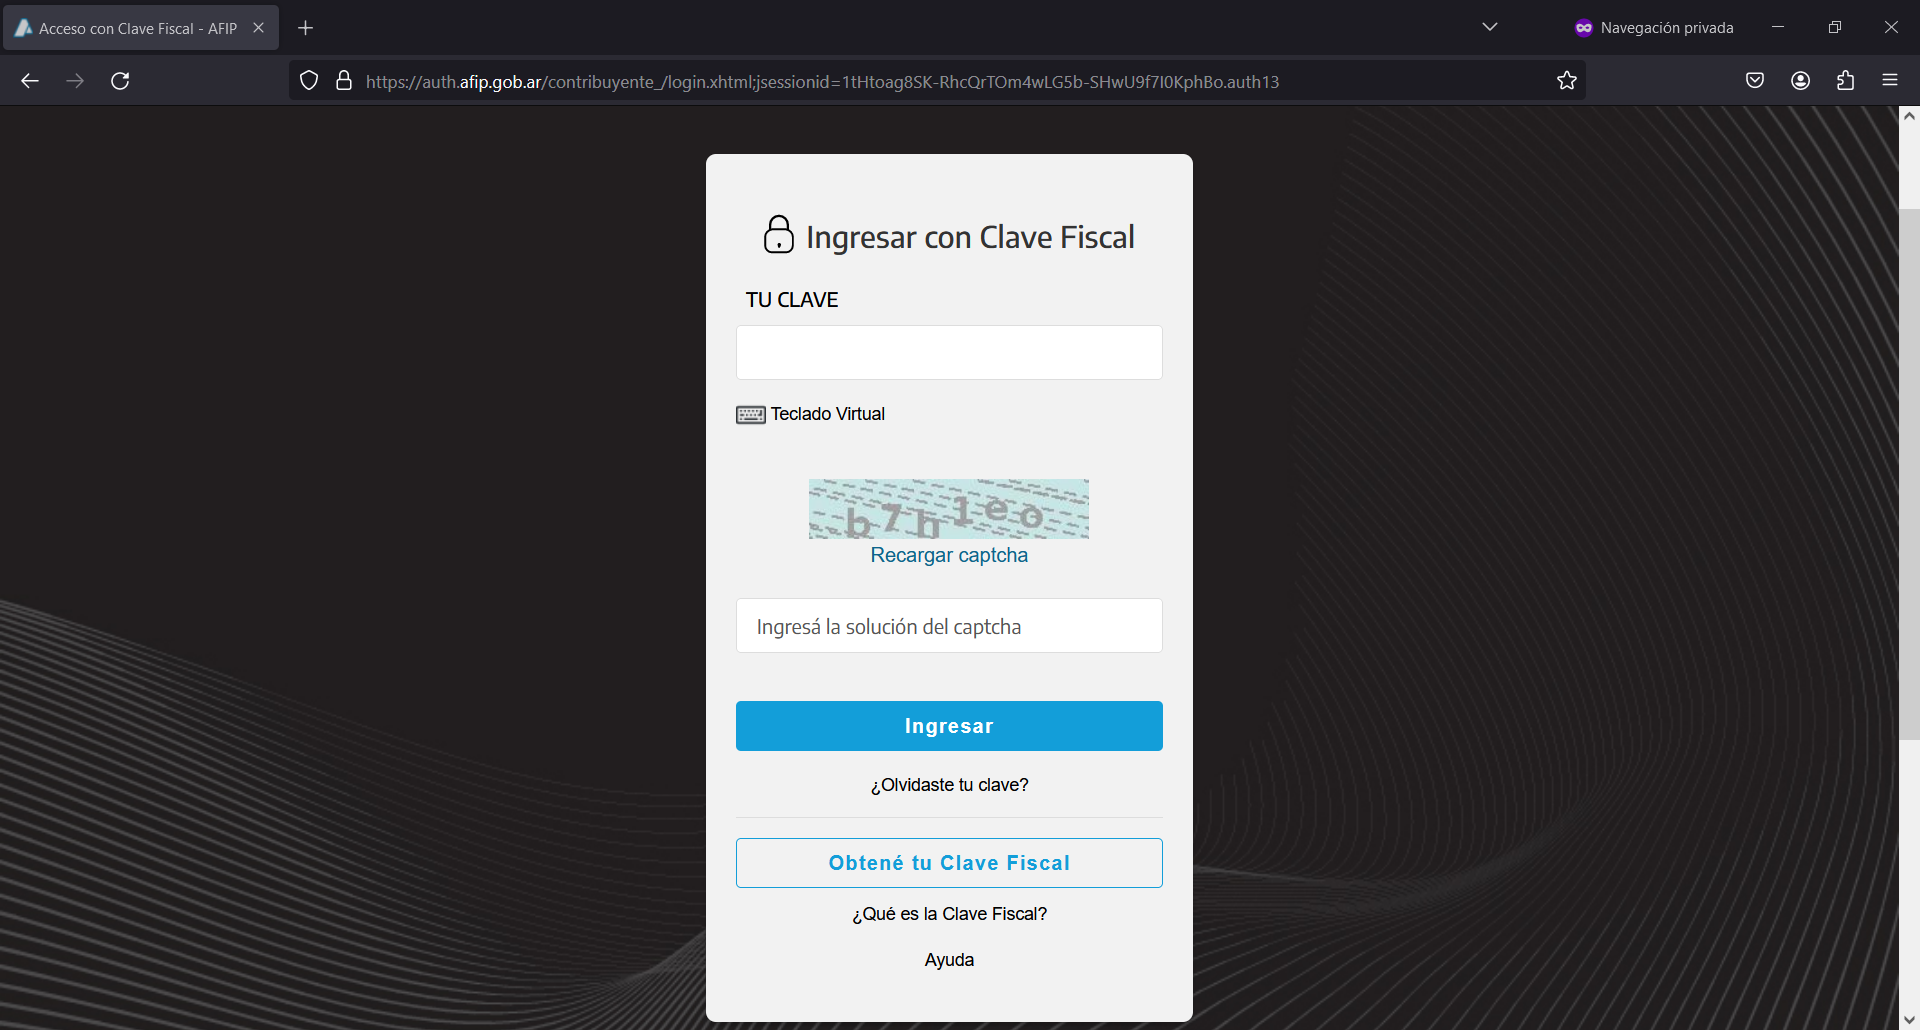 Acceso con Clave Fiscal - AFIP
Navegación privada
https://auth.afip.gob.ar/contribuyente_/login.xhtml;jsessionid=1tHtoag8SK-RhcQrTOm4wLG5b-SHwU9f7I0KphBo.auth13
Ingresar con Clave Fiscal
TU CLAVE
Teclado Virtual
Recargar captcha
Ingresá la solución del captcha
Ingresar
¿Olvidaste tu clave?
Obtené tu Clave Fiscal
¿Qué es la Clave Fiscal?
Ayuda